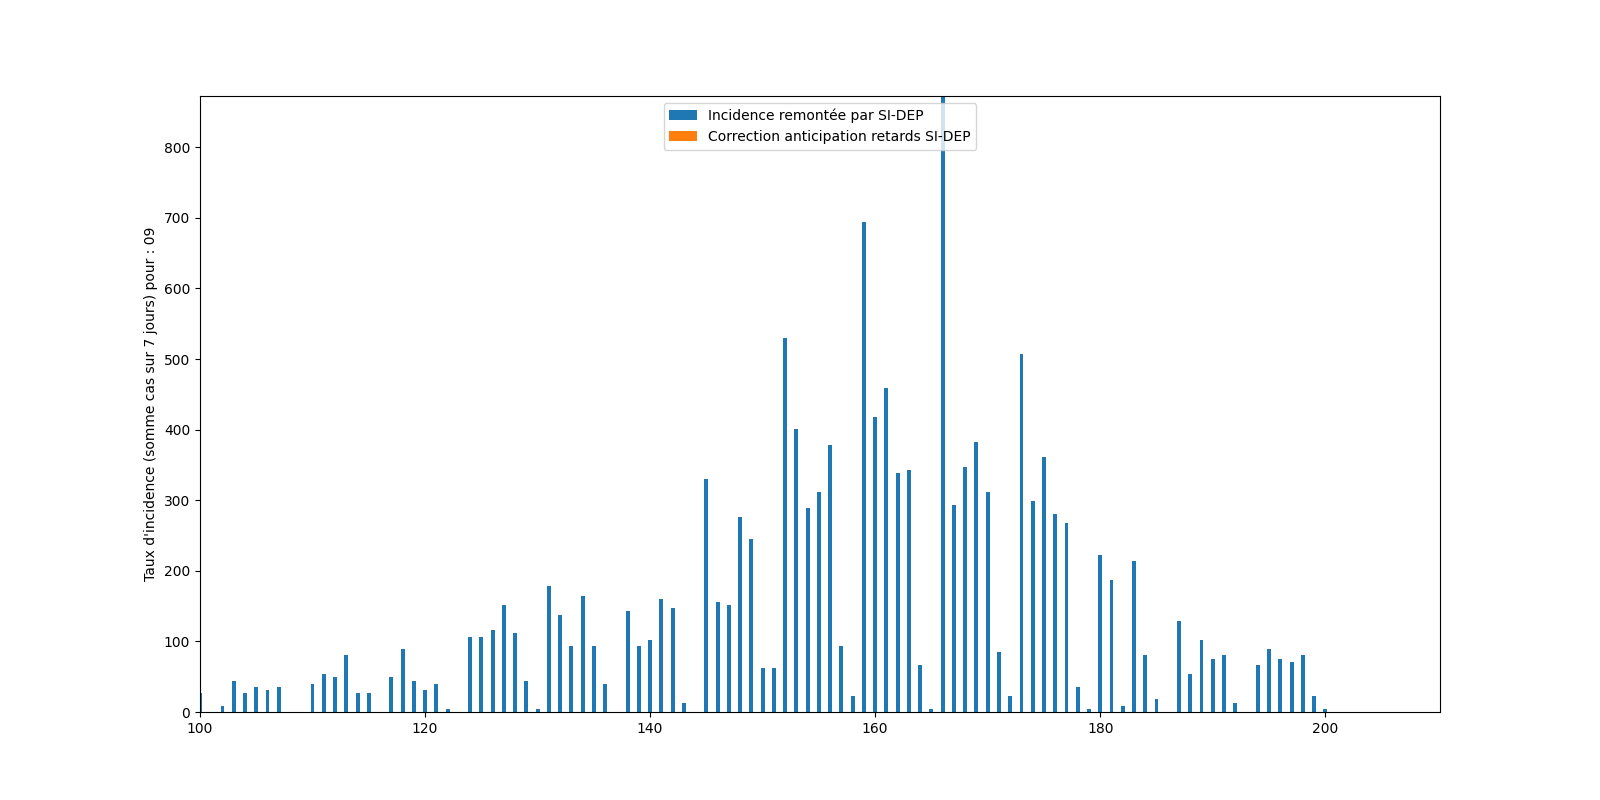 Incidence remontée par SI-DEP
Correction anticipation retards SI-DEP
Taux d'incidence (somme cas sur 7 jours) pour : 09
800
700
600
500
400
300
200
100
0
100 120 140 160 180 200